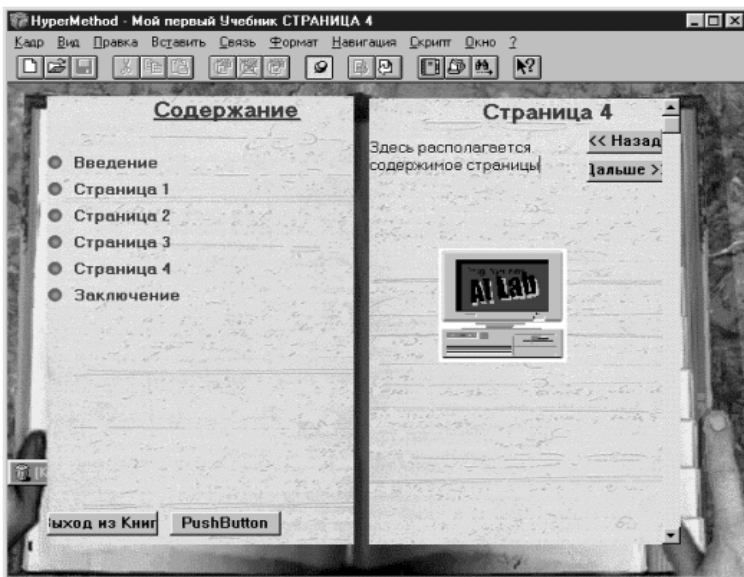 HyperMethod - Мой первый Учебник СТРАНИЦА 4
Кадр Вид Правка Вставить Связь Формат Навигация Скрипт Окно ?
Содержание
Введение
Страница 1
Страница 2
Страница 3
Страница 4
Заключение
Выход из Книг
PushButton
Страница 4
Здесь располагается
содержимое страницы
<< Назад
Дальше >
AI Lab